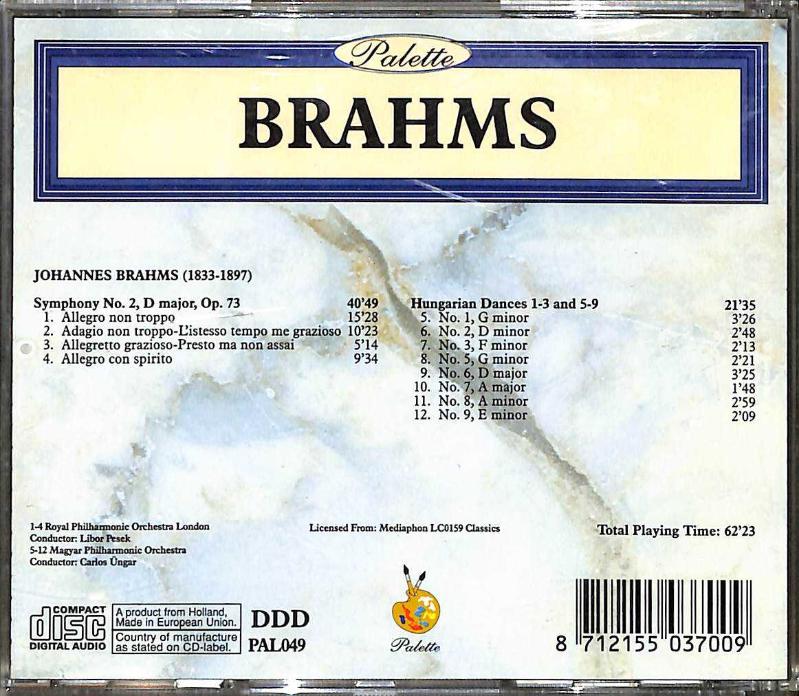 Palette
BRAHMS
JOHANNES BRAHMS (1833-1897)
Symphony No. 2, D major, Op. 73 40'49
1. Allegro non troppo 15'28
2. Adagio non troppo-L'istesso tempo me grazioso 10'23
3. Allegretto grazioso-Presto ma non assai 5'14
4. Allegro con spirito 9'34
Hungarian Dances 1-3 and 5-9 21'35
5. No. 1, G minor 3'26
6. No. 2, D minor 2'48
7. No. 3, F minor 2'13
8. No. 5, G minor 2'21
9. No. 6, D major 3'25
10. No. 7, A major 1'48
11. No. 8, A minor 2'59
12. No. 9, E minor 2'09
1-4 Royal Philharmonic Orchestra London
Conductor: Libor Pesek
5-12 Magyar Philharmonic Orchestra
Conductor: Carlos Üngar
Licensed From: Mediaphon LC0159 Classics
Total Playing Time: 62'23
COMPACT
disc
DIGITAL AUDIO
A product from Holland,
Made in European Union.
Country of manufacture
as stated on CD-label.
DDD
PAL049
Palette
8 712155 037009